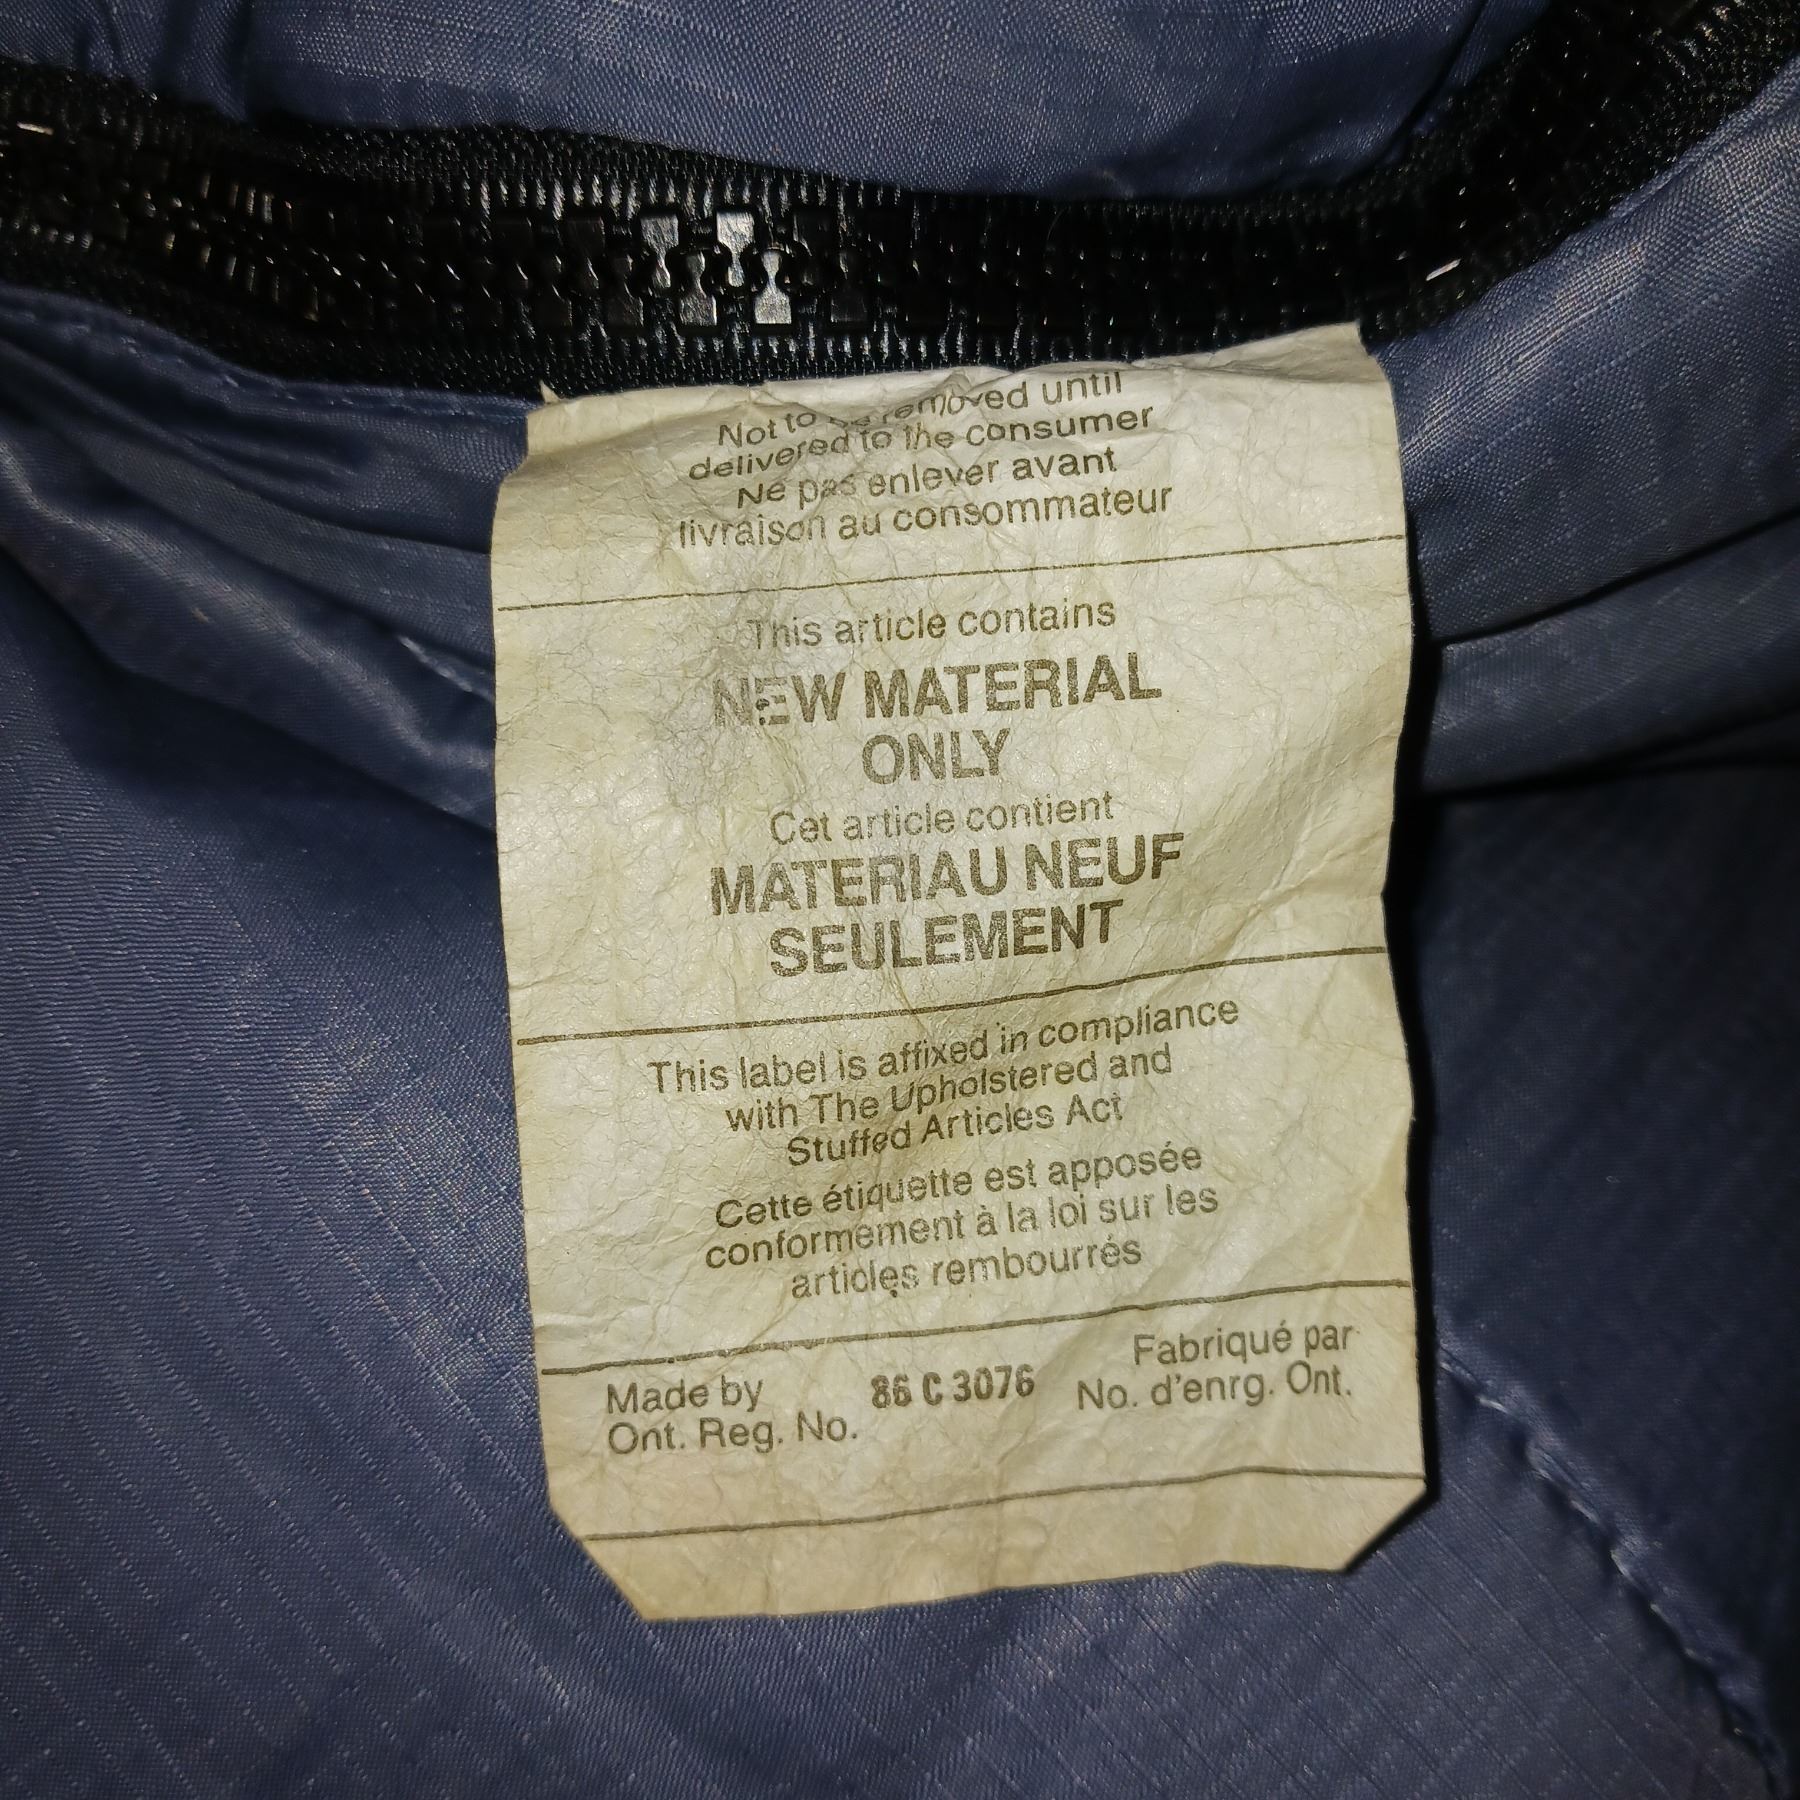 Not to be removed until
delivered to the consumer
Ne pas enlever avant
livraison au consommateur
This article contains
NEW MATERIAL
ONLY
Cet article contient
MATERIAU NEUF
SEULEMENT
This label is affixed in compliance
with The Upholstered and
Stuffed Articles Act
Cette étiquette est apposée
conformement à la loi sur les
articles rembourrés
Made by
Ont. Reg. No.
86 C 3076
Fabriqué par
No. d'enrg. Ont.